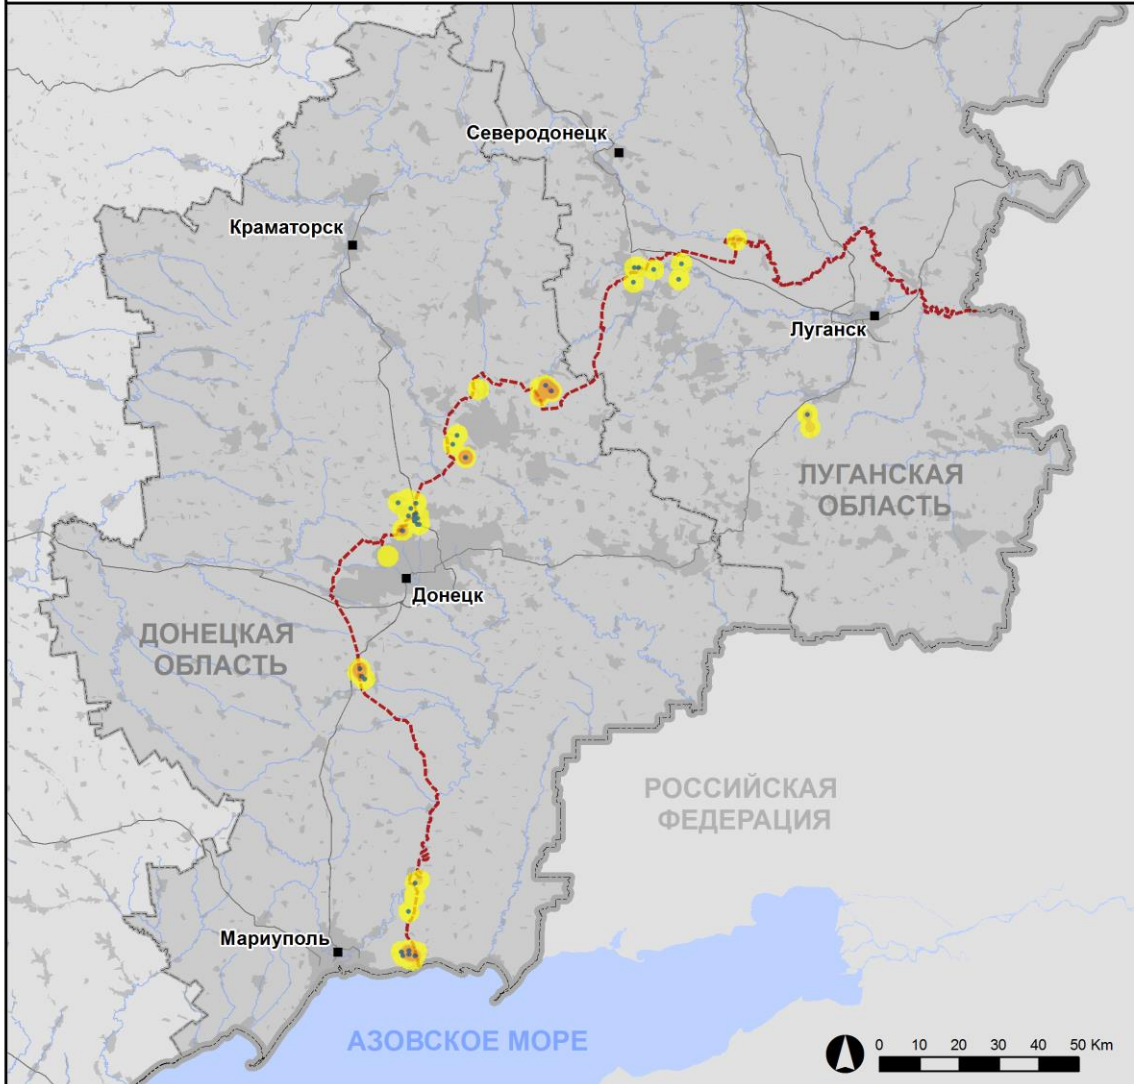 Северодонецк
Краматорск
Луганск
ЛУГАНСКАЯ
ОБЛАСТЬ
Донецк
ДОНЕЦКАЯ
ОБЛАСТЬ
РОССИЙСКАЯ
ФЕДЕРАЦИЯ
Мариуполь
АЗОВСКОЕ МОРЕ
0 10 20 30 40 50 Km